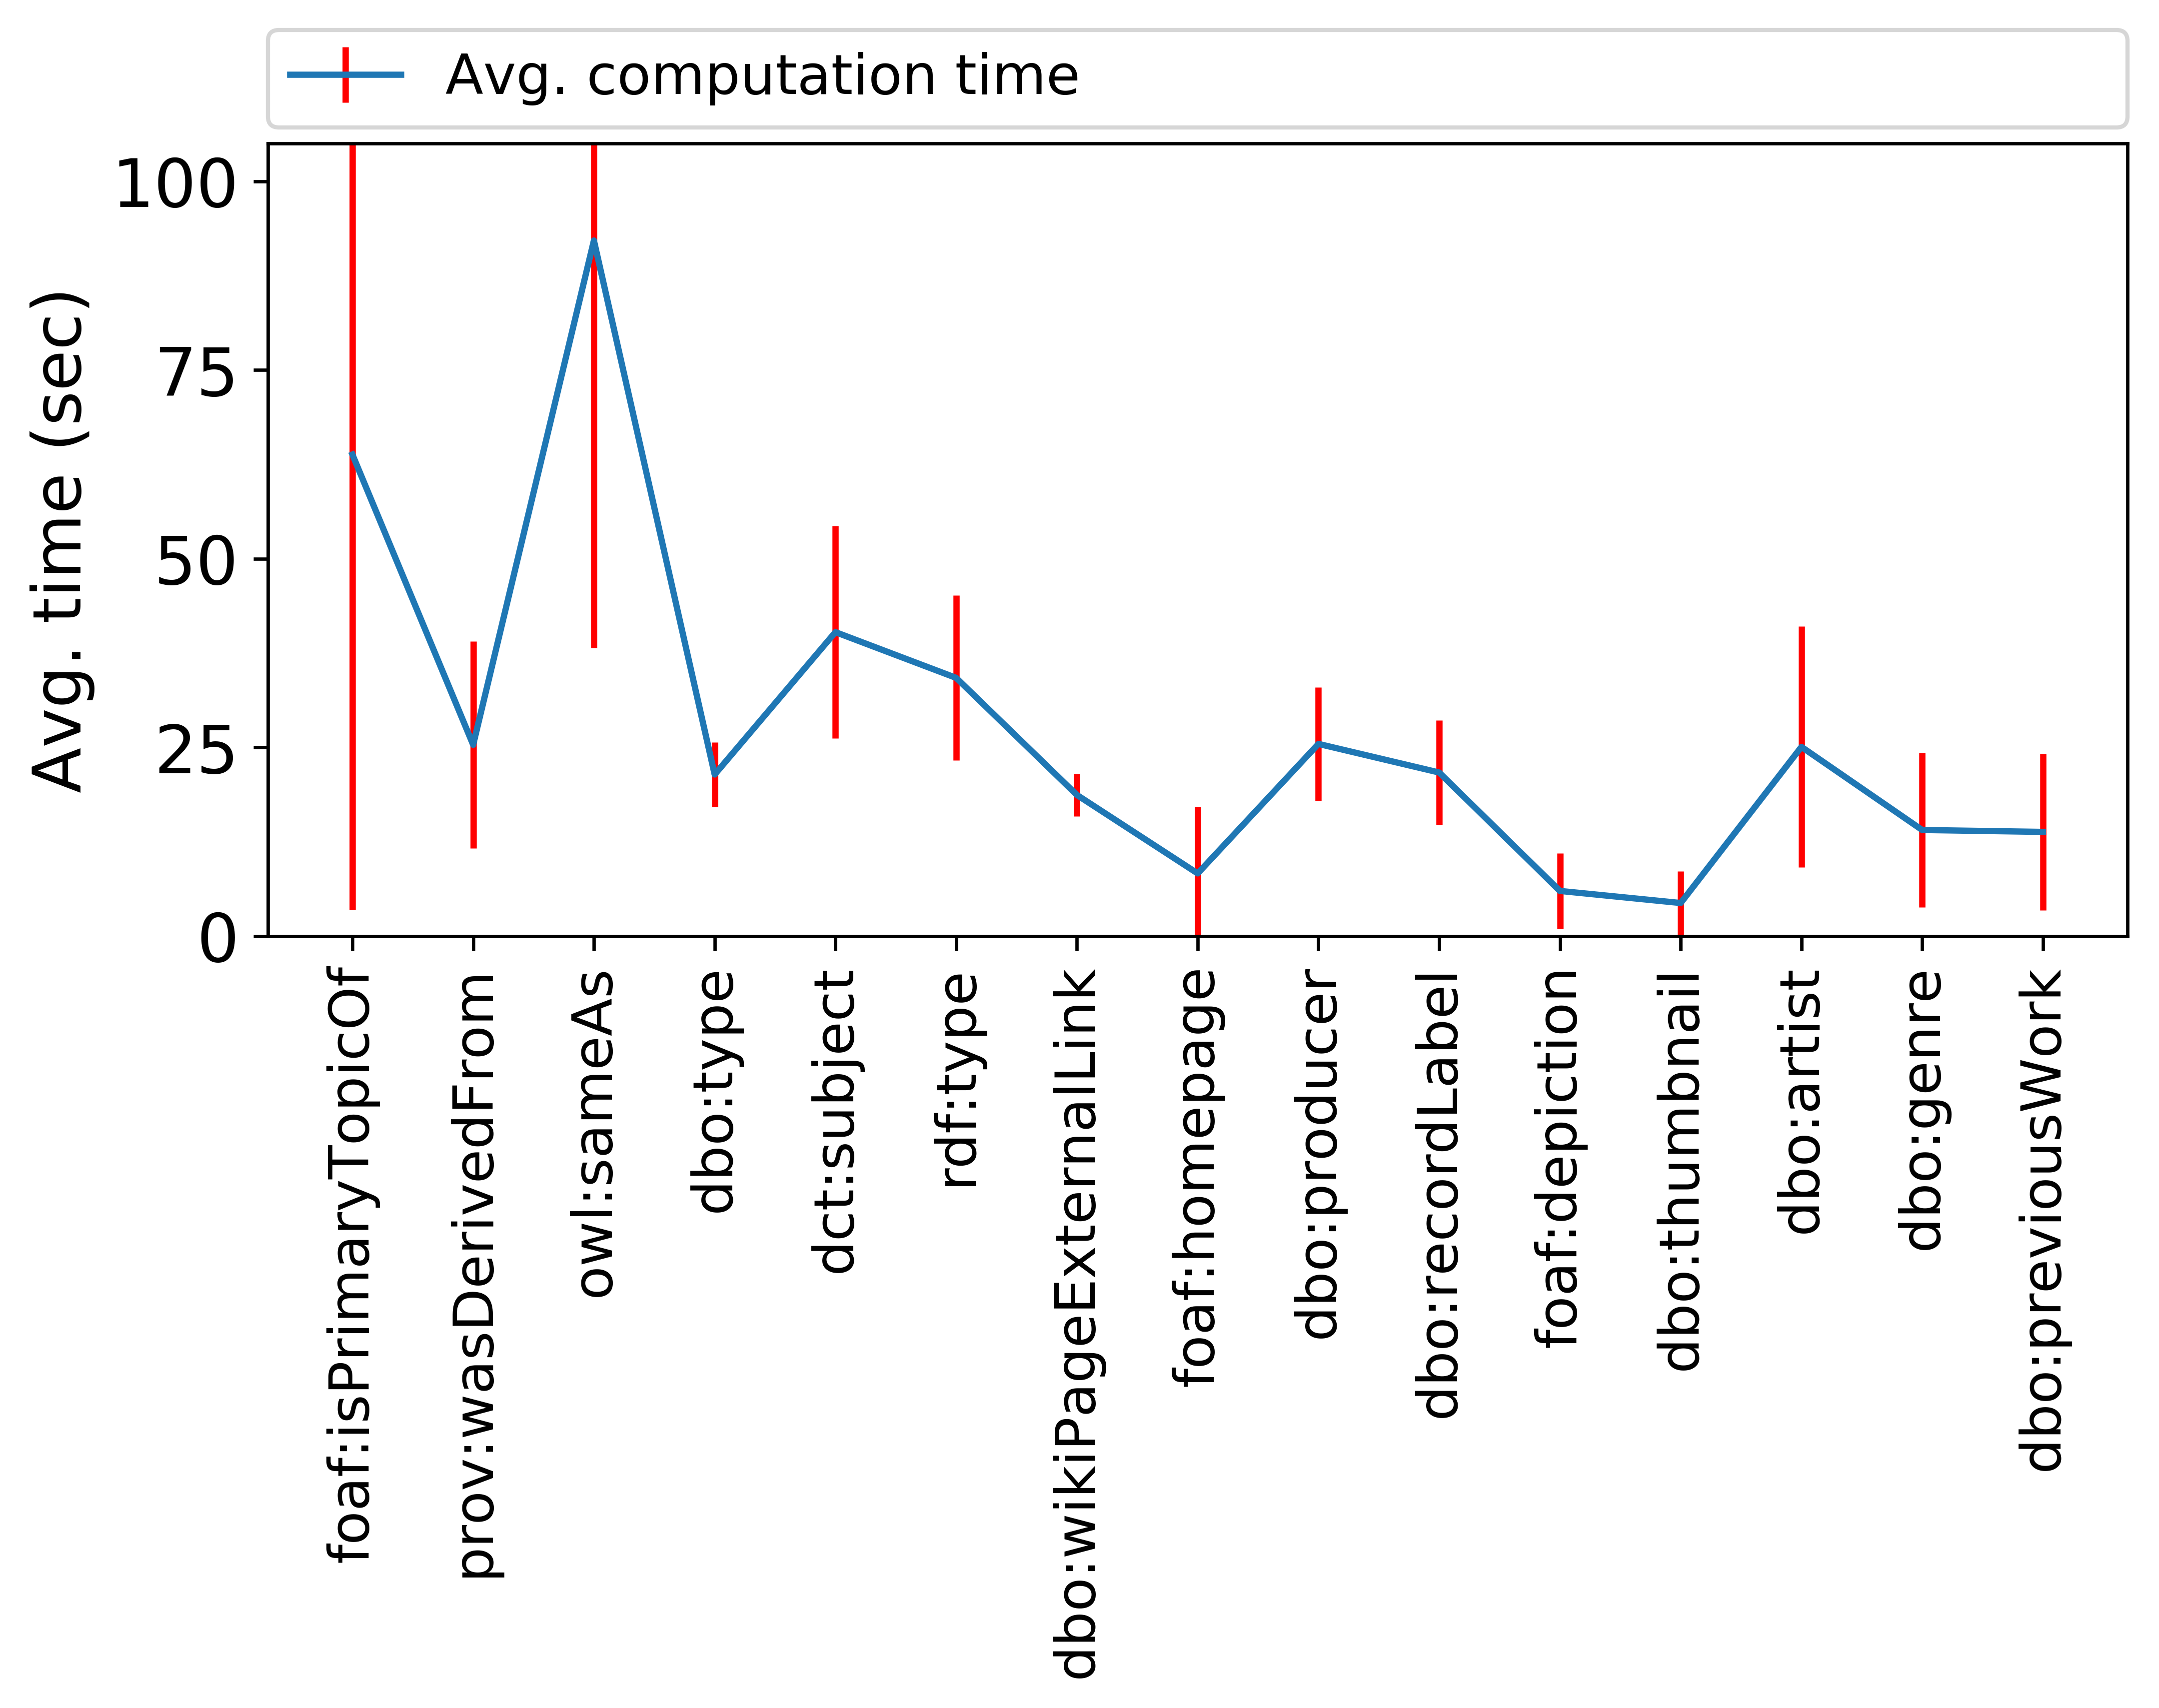 Avg. computation time
Avg. time (sec)
100
75
50
25
0
foaf:isPrimaryTopicOf
prov:wasDerivedFrom
owl:sameAs
dbo:type
dct:subject
rdf:type
dbo:wikiPageExternalLink
foaf:homepage
dbo:producer
dbo:recordLabel
foaf:depiction
dbo:thumbnail
dbo:artist
dbo:genre
dbo:previousWork